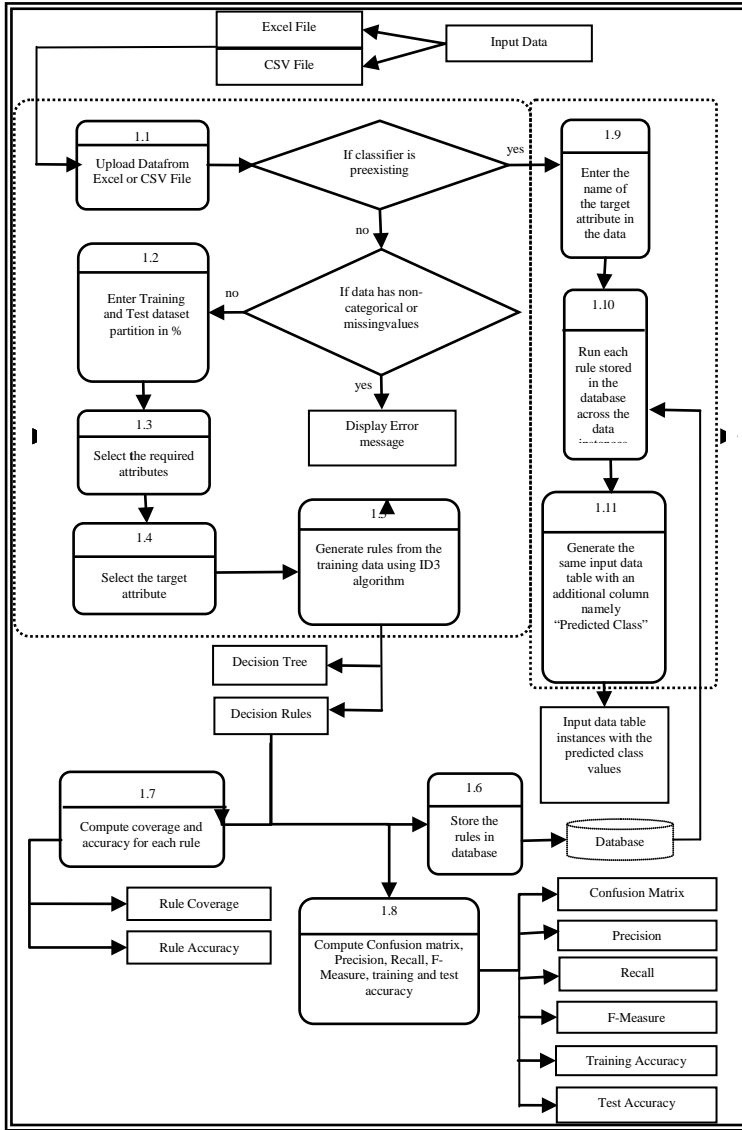 Excel File
Input Data
CSV File
1.1
Upload Datafrom
Excel or CSV File
If classifier is
preexisting
yes
no
1.9
Enter the
name of
the target
attribute in
the data
1.2
Enter Training
and Test dataset
partition in %
no
If data has non-
categorical or
missingvalues
yes
Display Error
message
1.10
Run each
rule stored
in the
database
across the
data
instances
1.3
Select the required
attributes
1.4
Select the target
attribute
Generate rules from the
training data using ID3
algorithm
1.11
Generate the
same input data
table with an
additional column
namely
“Predicted Class”
Decision Tree
Decision Rules
Input data table
instances with the
predicted class
values
1.7
Compute coverage and
accuracy for each rule
1.6
Store the
rules in
database
Database
Rule Coverage
Rule Accuracy
1.8
Compute Confusion matrix,
Precision, Recall, F-
Measure, training and test
accuracy
Confusion Matrix
Precision
Recall
F-Measure
Training Accuracy
Test Accuracy